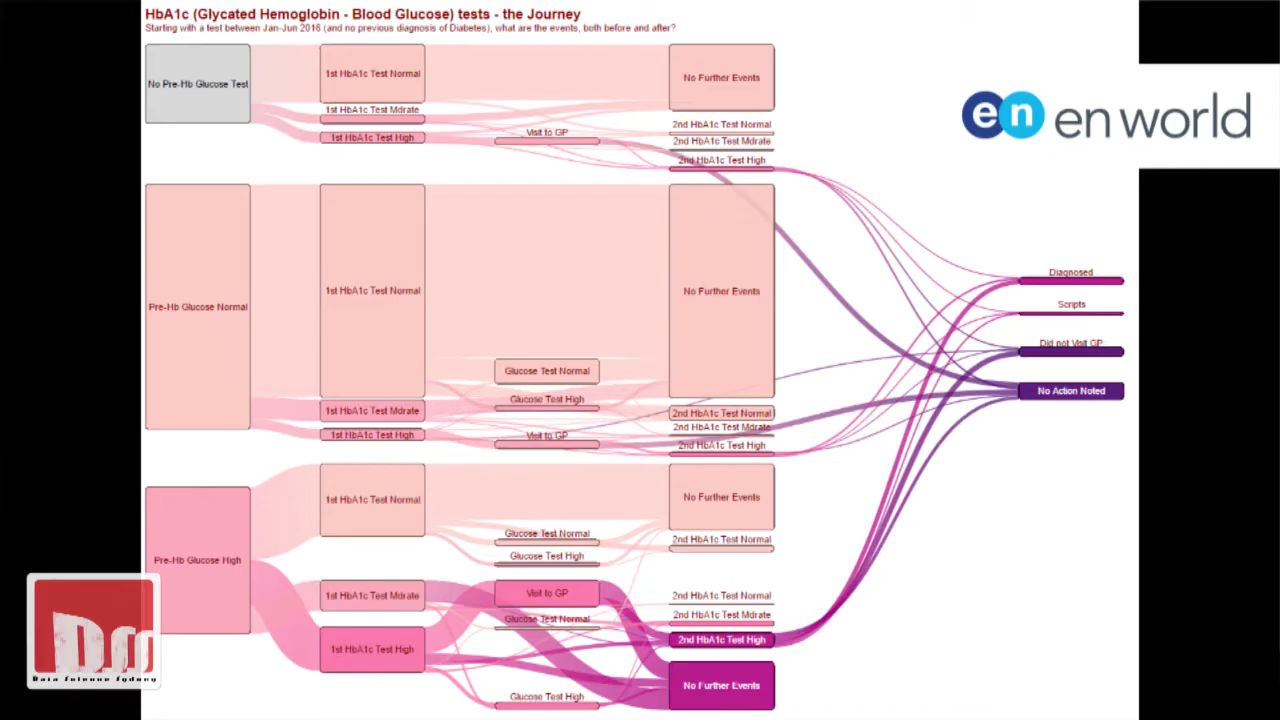 HbA1c (Glycated Hemoglobin - Blood Glucose) tests - the Journey
Starting with a test between Jan-Jun 2016 (and no previous diagnosis of Diabetes), what are the events, both before and after?
No Pre-Hb Glucose Test
1st HbA1c Test Normal
1st HbA1c Test Mdrate
1st HbA1c Test High
Visit to GP
No Further Events
2nd HbA1c Test Normal
2nd HbA1c Test Mdrate
2nd HbA1c Test High
en en world
Pre-Hb Glucose Normal
1st HbA1c Test Normal
1st HbA1c Test Mdrate
1st HbA1c Test High
Glucose Test Normal
Glucose Test High
Visit to GP
No Further Events
2nd HbA1c Test Normal
2nd HbA1c Test Mdrate
2nd HbA1c Test High
Diagnosed
Scripts
Did not Visit GP
No Action Noted
Pre-Hb Glucose High
1st HbA1c Test Normal
1st HbA1c Test Mdrate
1st HbA1c Test High
Glucose Test Normal
Glucose Test High
Visit to GP
Glucose Test Normal
Glucose Test High
No Further Events
2nd HbA1c Test Normal
2nd HbA1c Test Normal
2nd HbA1c Test Mdrate
2nd HbA1c Test High
No Further Events
Data Science Sydney